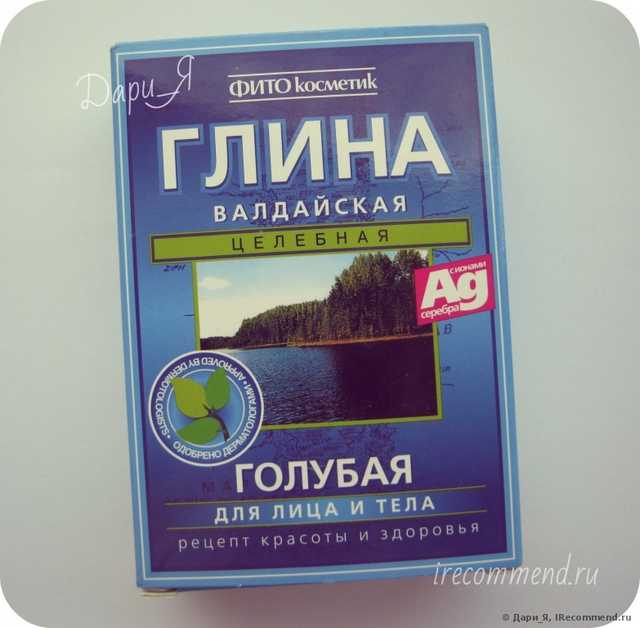 Дари_Я
ФИТОкосметик
ГЛИНА
ВАЛДАЙСКАЯ
ЦЕЛЕБНАЯ
Ag
с ионами
серебра
APPROVED BY DERMOTOLOGISTS •
ОДОБРЕНО ДЕРМАТОЛОГАМИ •
ГОЛУБАЯ
ДЛЯ ЛИЦА И ТЕЛА
рецепт красоты и здоровья
irecommend.ru
© Дари_Я, IRecommend.ru